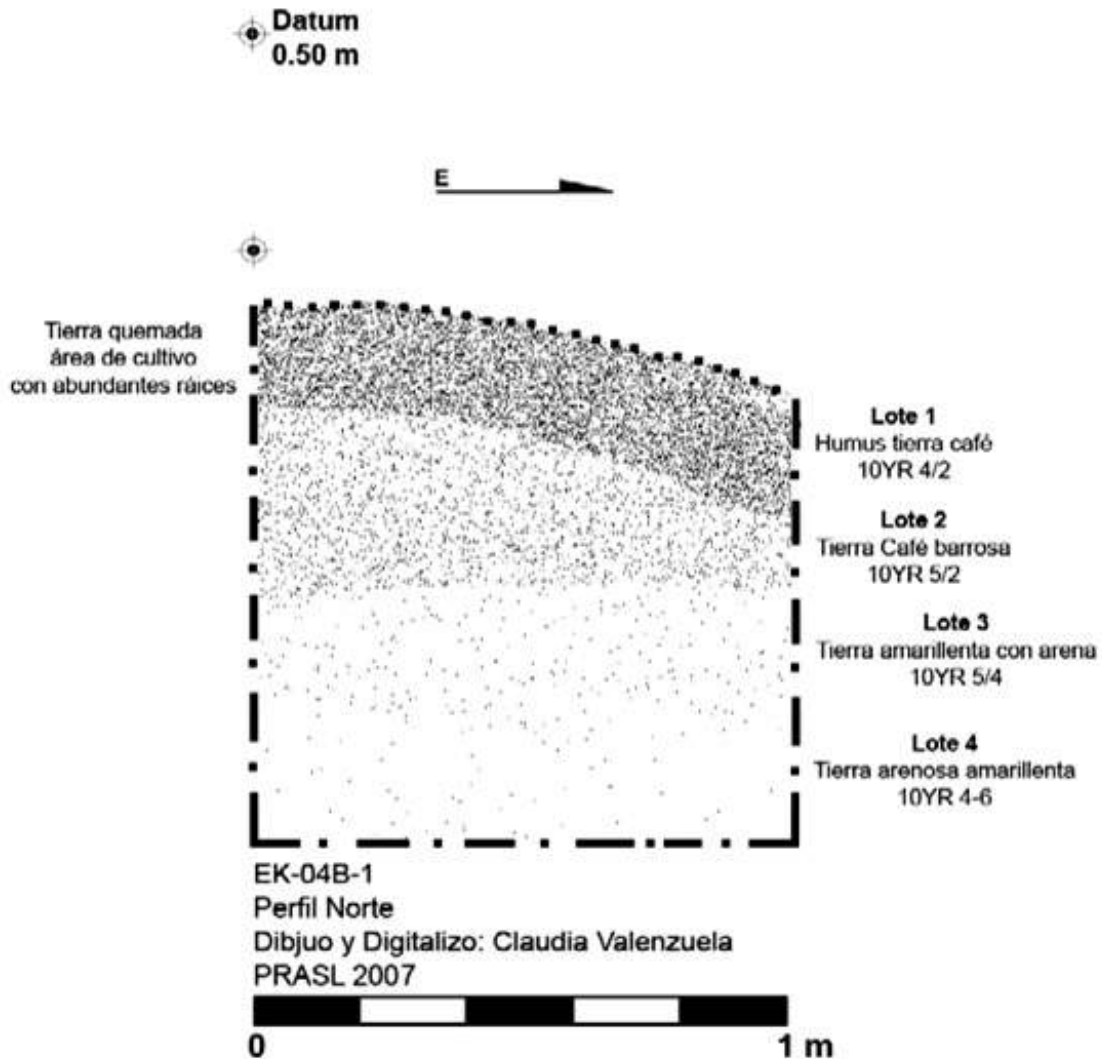 Datum
0.50 m
E
Tierra quemada
área de cultivo
con abundantes ráices
Lote 1
Humus tierra café
10YR 4/2
Lote 2
Tierra Café barrosa
10YR 5/2
Lote 3
Tierra amarillenta con arena
10YR 5/4
Lote 4
Tierra arenosa amarillenta
10YR 4-6
EK-04B-1
Perfil Norte
Dibjuo y Digitalizo: Claudia Valenzuela
PRASL 2007
0
1 m